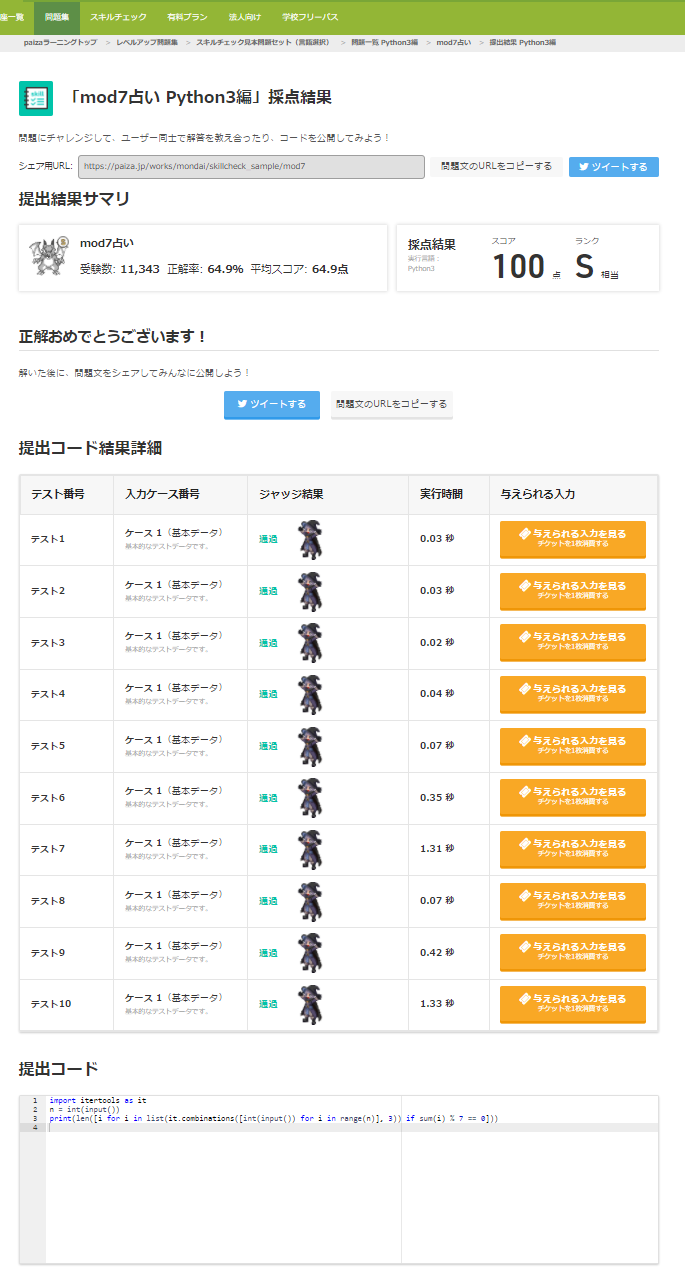 座一覧 問題集 スキルチェック 有料プラン 法人向け 学校フリーパス
paizaラーニングトップ > レベルアップ問題集 > スキルチェック見本問題セット（言語選択） > 問題一覧 Python3編 > mod7占い > 提出結果 Python3編
「mod7占い Python3編」採点結果
問題にチャレンジして、ユーザー同士で解答を教え合ったり、コードを公開してみよう！
シェア用URL: https://paiza.jp/works/mondai/skillcheck_sample/mod7 問題文のURLをコピーする ツイートする
提出結果サマリ
mod7占い
受験数: 11,343 正解率: 64.9% 平均スコア: 64.9点
採点結果
実行言語：
Python3
スコア
100 点
ランク
S 相当
正解おめでとうございます！
解いた後に、問題文をシェアしてみんなに公開しよう！
ツイートする 問題文のURLをコピーする
提出コード結果詳細
テスト番号 入力ケース番号 ジャッジ結果 実行時間 与えられる入力
テスト1 ケース 1（基本データ） 通過 0.03 秒 与えられる入力を見る
基本的なテストデータです。 チケットを1枚消費する
テスト2 ケース 1（基本データ） 通過 0.03 秒 与えられる入力を見る
基本的なテストデータです。 チケットを1枚消費する
テスト3 ケース 1（基本データ） 通過 0.02 秒 与えられる入力を見る
基本的なテストデータです。 チケットを1枚消費する
テスト4 ケース 1（基本データ） 通過 0.04 秒 与えられる入力を見る
基本的なテストデータです。 チケットを1枚消費する
テスト5 ケース 1（基本データ） 通過 0.07 秒 与えられる入力を見る
基本的なテストデータです。 チケットを1枚消費する
テスト6 ケース 1（基本データ） 通過 0.35 秒 与えられる入力を見る
基本的なテストデータです。 チケットを1枚消費する
テスト7 ケース 1（基本データ） 通過 1.31 秒 与えられる入力を見る
基本的なテストデータです。 チケットを1枚消費する
テスト8 ケース 1（基本データ） 通過 0.07 秒 与えられる入力を見る
基本的なテストデータです。 チケットを1枚消費する
テスト9 ケース 1（基本データ） 通過 0.42 秒 与えられる入力を見る
基本的なテストデータです。 チケットを1枚消費する
テスト10 ケース 1（基本データ） 通過 1.33 秒 与えられる入力を見る
基本的なテストデータです。 チケットを1枚消費する
提出コード
1 import itertools as it
2 n = int(input())
3 print(len([i for i in list(it.combinations([int(input()) for i in range(n)], 3)) if sum(i) % 7 == 0]))
4